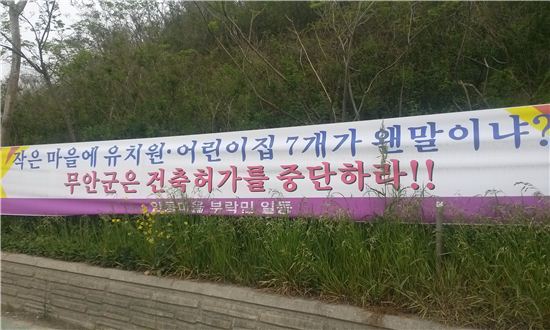 작은 마을에 유치원·어린이집 7개가 왠말이냐?
무안군은 건축허가를 중단하라!!
부락민 일동